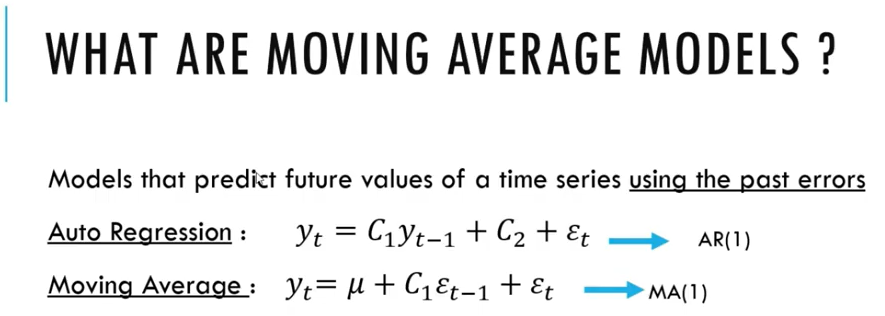 WHAT ARE MOVING AVERAGE MODELS ?
Models that predict future values of a time series using the past errors
Auto Regression : yₜ = C₁yₜ₋₁ + C₂ + εₜ AR(1)
Moving Average : yₜ= μ + C₁εₜ₋₁ + εₜ MA(1)